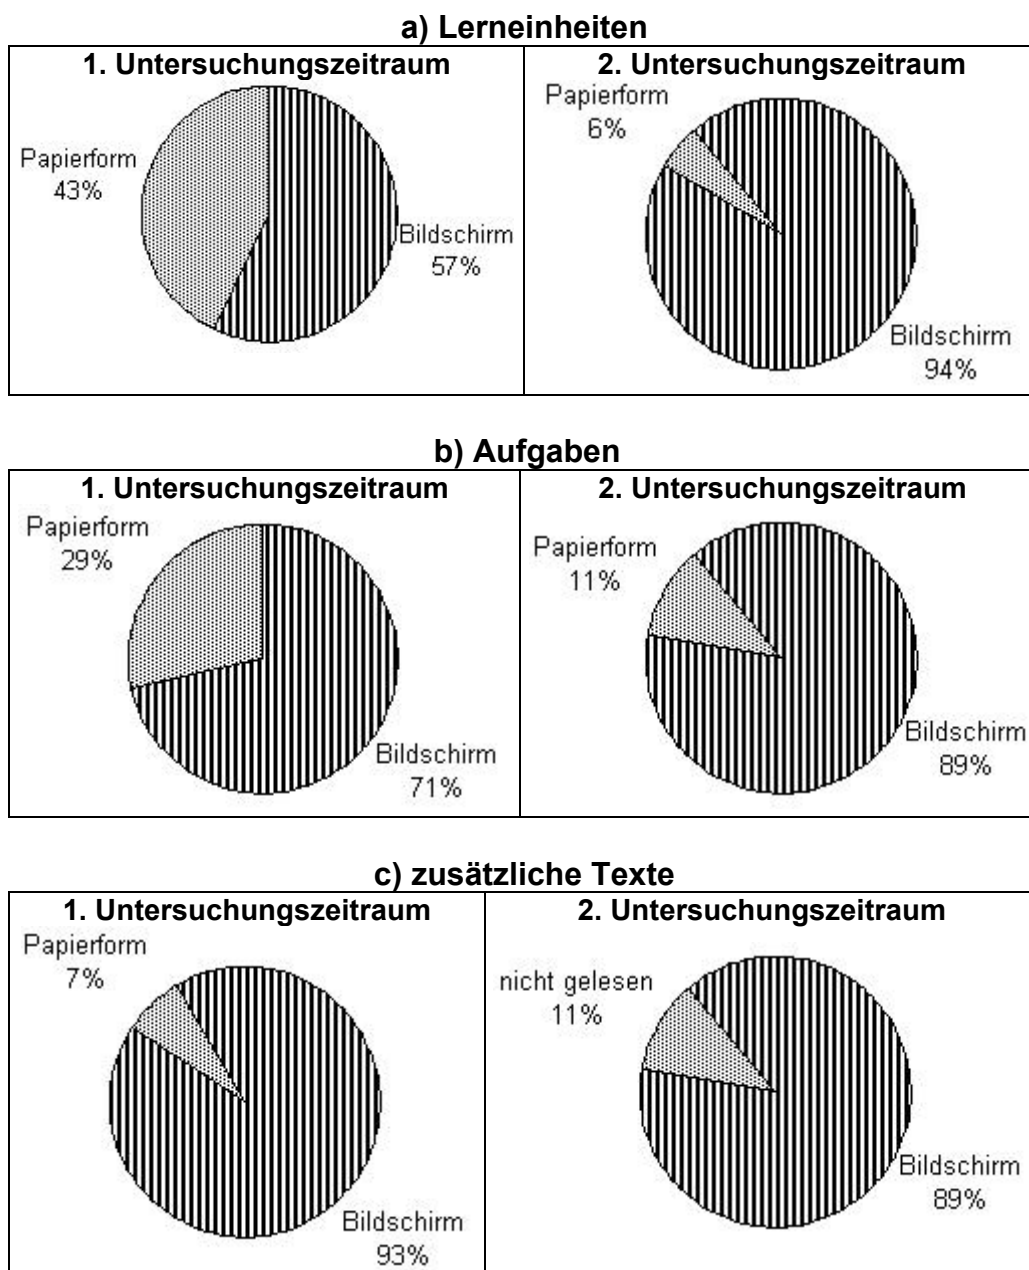 a) Lerneinheiten
1. Untersuchungszeitraum
Papierform
43%
Bildschirm
57%
2. Untersuchungszeitraum
Papierform
6%
Bildschirm
94%
b) Aufgaben
1. Untersuchungszeitraum
Papierform
29%
Bildschirm
71%
2. Untersuchungszeitraum
Papierform
11%
Bildschirm
89%
c) zusätzliche Texte
1. Untersuchungszeitraum
Papierform
7%
Bildschirm
93%
2. Untersuchungszeitraum
nicht gelesen
11%
Bildschirm
89%